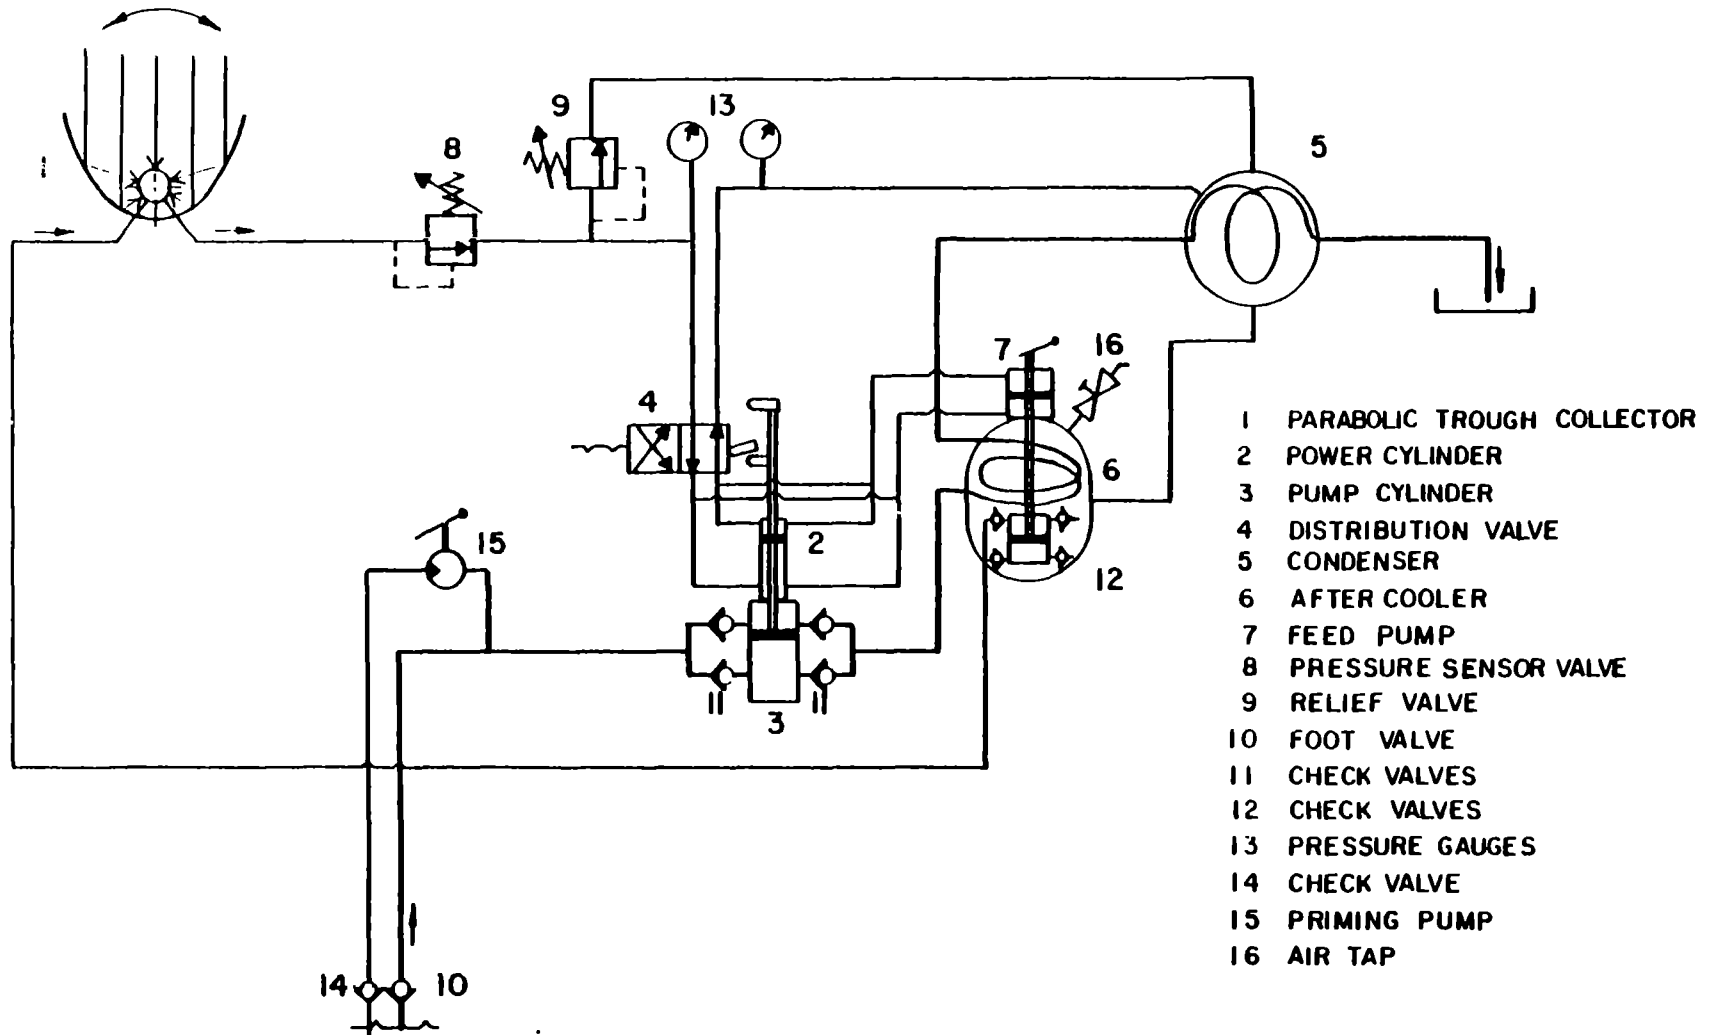 9
13
8
5
1
7
16
4
6
2
15
12
11
11
3
14
10
1 PARABOLIC TROUGH COLLECTOR
2 POWER CYLINDER
3 PUMP CYLINDER
4 DISTRIBUTION VALVE
5 CONDENSER
6 AFTER COOLER
7 FEED PUMP
8 PRESSURE SENSOR VALVE
9 RELIEF VALVE
10 FOOT VALVE
11 CHECK VALVES
12 CHECK VALVES
13 PRESSURE GAUGES
14 CHECK VALVE
15 PRIMING PUMP
16 AIR TAP